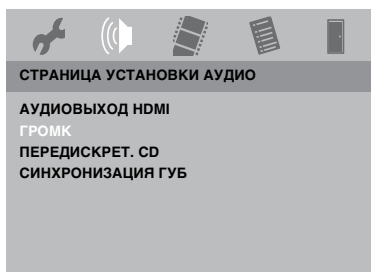 СТРАНИЦА УСТАНОВКИ АУДИО
АУДИОВЫХОД HDMI
ГРОМК
ПЕРЕДИСКРЕТ. CD
СИНХРОНИЗАЦИЯ ГУБ